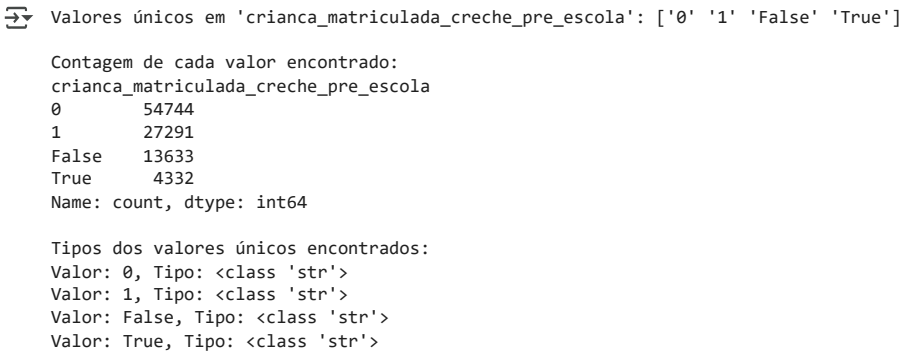 Valores únicos em 'crianca_matriculada_creche_pre_escola': ['0' '1' 'False' 'True']
Contagem de cada valor encontrado:
crianca_matriculada_creche_pre_escola
0        54744
1        27291
False    13633
True      4332
Name: count, dtype: int64
Tipos dos valores únicos encontrados:
Valor: 0, Tipo: <class 'str'>
Valor: 1, Tipo: <class 'str'>
Valor: False, Tipo: <class 'str'>
Valor: True, Tipo: <class 'str'>